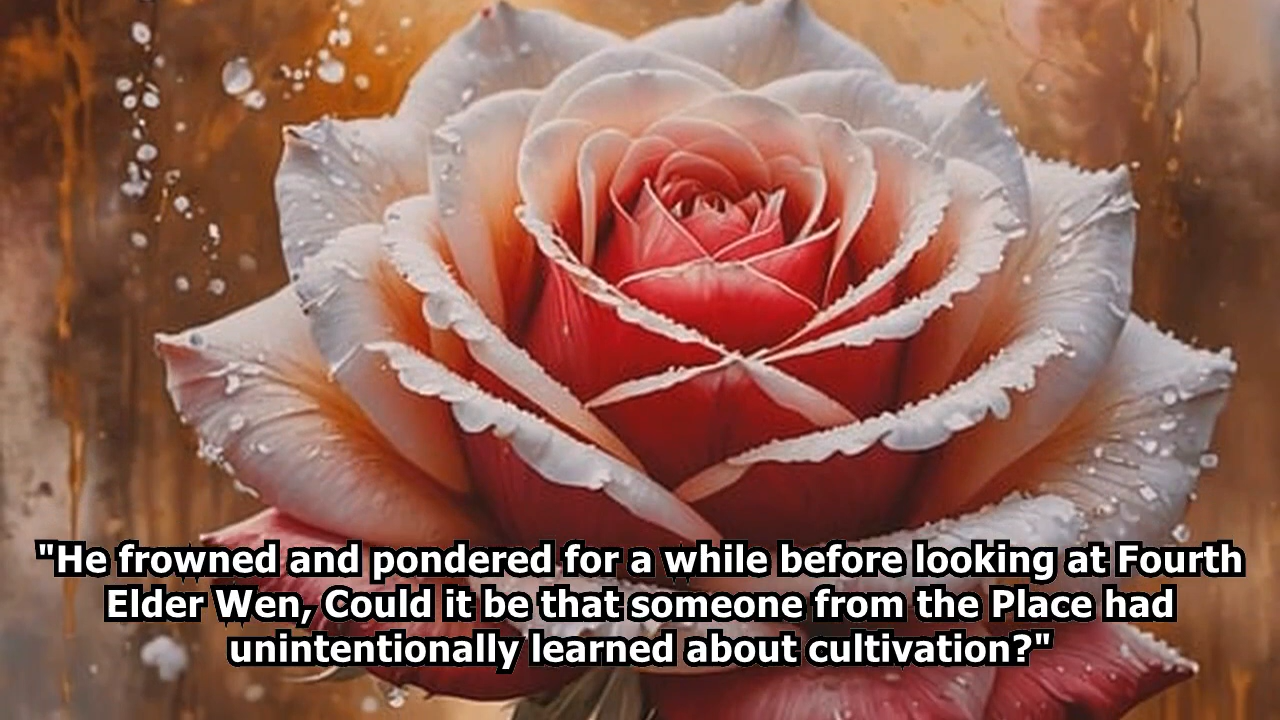 "He frowned and pondered for a while before looking at Fourth
Elder Wen, Could it be that someone from the Place had
unintentionally learned about cultivation?"